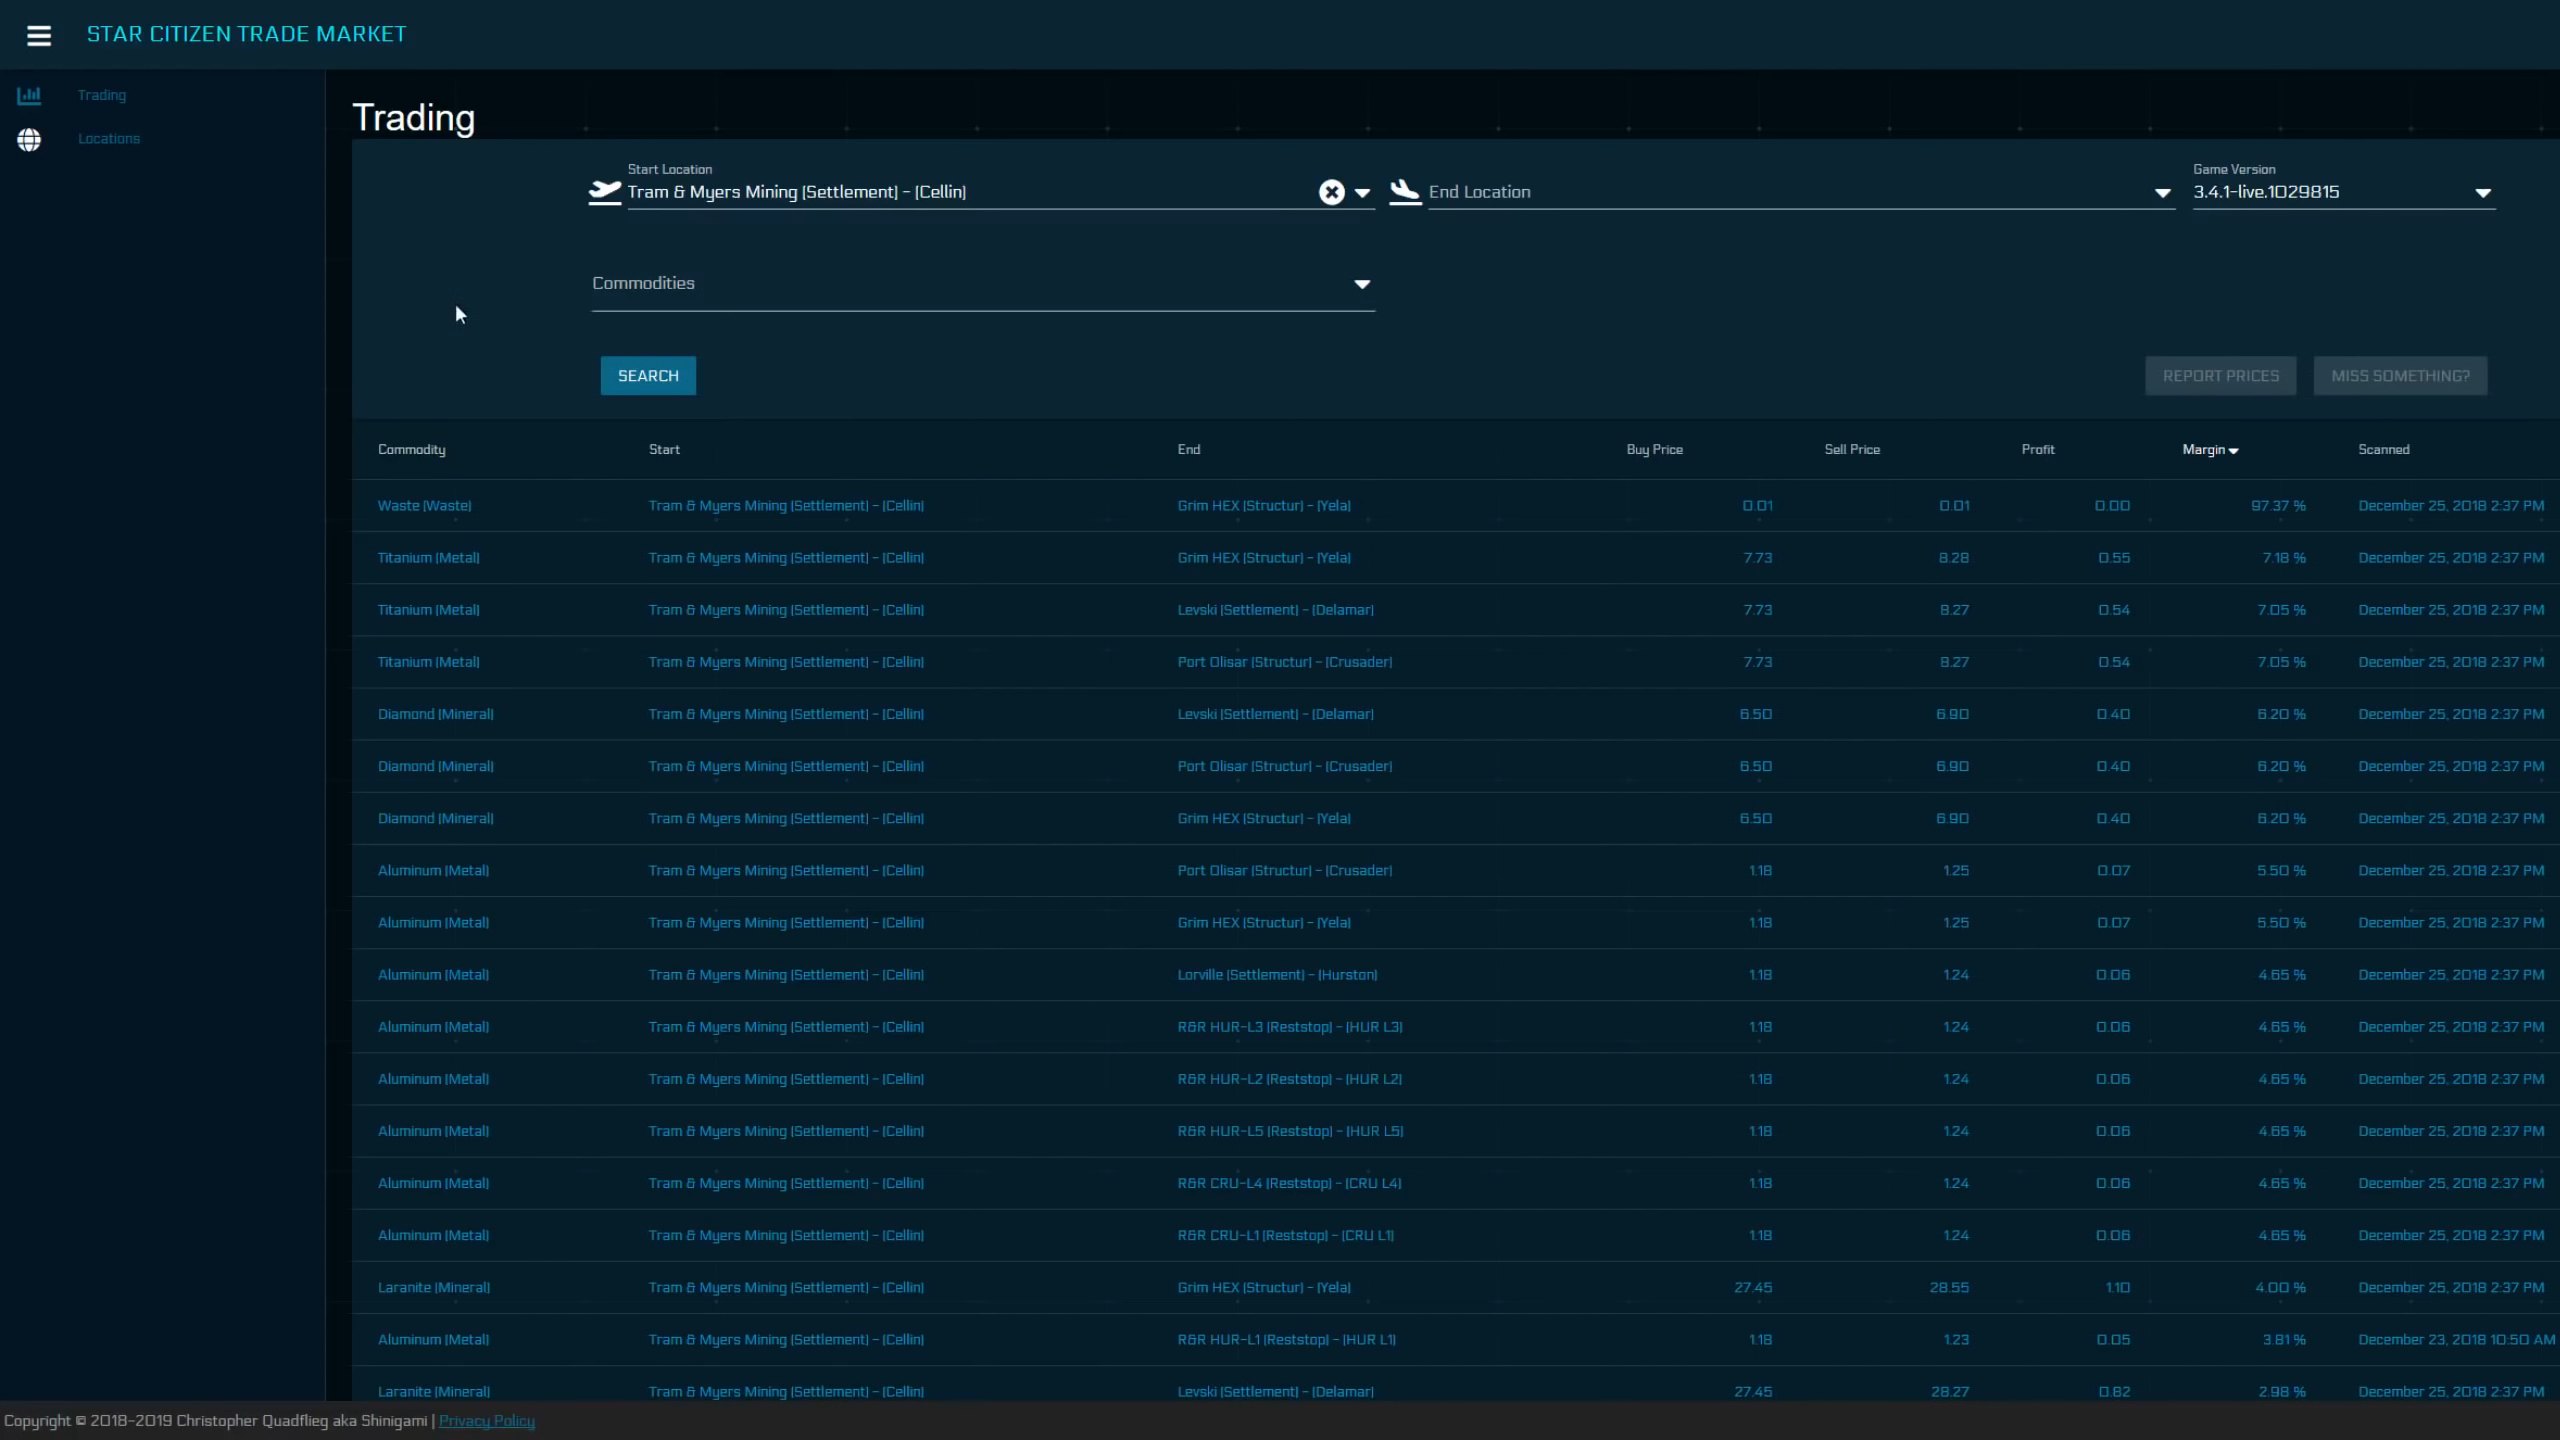 STAR CITIZEN TRADE MARKET
Trading
Locations
Trading
Start Location
Tram & Myers Mining (Settlement) - (Cellin)
End Location
Game Version
3.4.1-live.1029815
Commodities
SEARCH
REPORT PRICES
MISS SOMETHING?
Commodity Start End Buy Price Sell Price Profit Margin Scanned
Waste (Waste) Tram & Myers Mining (Settlement) - (Cellin) Grim HEX (Structur) - (Yela) 0.01 0.01 0.00 97.37 % December 25, 2018 2:37 PM
Titanium (Metal) Tram & Myers Mining (Settlement) - (Cellin) Grim HEX (Structur) - (Yela) 7.73 8.28 0.55 7.18 % December 25, 2018 2:37 PM
Titanium (Metal) Tram & Myers Mining (Settlement) - (Cellin) Levski (Settlement) - (Delamar) 7.73 8.27 0.54 7.05 % December 25, 2018 2:37 PM
Titanium (Metal) Tram & Myers Mining (Settlement) - (Cellin) Port Olisar (Structur) - (Crusader) 7.73 8.27 0.54 7.05 % December 25, 2018 2:37 PM
Diamond (Mineral) Tram & Myers Mining (Settlement) - (Cellin) Levski (Settlement) - (Delamar) 6.50 6.90 0.40 6.20 % December 25, 2018 2:37 PM
Diamond (Mineral) Tram & Myers Mining (Settlement) - (Cellin) Port Olisar (Structur) - (Crusader) 6.50 6.90 0.40 6.20 % December 25, 2018 2:37 PM
Diamond (Mineral) Tram & Myers Mining (Settlement) - (Cellin) Grim HEX (Structur) - (Yela) 6.50 6.90 0.40 6.20 % December 25, 2018 2:37 PM
Aluminum (Metal) Tram & Myers Mining (Settlement) - (Cellin) Port Olisar (Structur) - (Crusader) 1.18 1.25 0.07 5.50 % December 25, 2018 2:37 PM
Aluminum (Metal) Tram & Myers Mining (Settlement) - (Cellin) Grim HEX (Structur) - (Yela) 1.18 1.25 0.07 5.50 % December 25, 2018 2:37 PM
Aluminum (Metal) Tram & Myers Mining (Settlement) - (Cellin) Lorville (Settlement) - (Hurston) 1.18 1.24 0.06 4.65 % December 25, 2018 2:37 PM
Aluminum (Metal) Tram & Myers Mining (Settlement) - (Cellin) R&R HUR-L3 (Reststop) - (HUR L3) 1.18 1.24 0.06 4.65 % December 25, 2018 2:37 PM
Aluminum (Metal) Tram & Myers Mining (Settlement) - (Cellin) R&R HUR-L2 (Reststop) - (HUR L2) 1.18 1.24 0.06 4.65 % December 25, 2018 2:37 PM
Aluminum (Metal) Tram & Myers Mining (Settlement) - (Cellin) R&R HUR-L5 (Reststop) - (HUR L5) 1.18 1.24 0.06 4.65 % December 25, 2018 2:37 PM
Aluminum (Metal) Tram & Myers Mining (Settlement) - (Cellin) R&R CRU-L4 (Reststop) - (CRU L4) 1.18 1.24 0.06 4.65 % December 25, 2018 2:37 PM
Aluminum (Metal) Tram & Myers Mining (Settlement) - (Cellin) R&R CRU-L1 (Reststop) - (CRU L1) 1.18 1.24 0.06 4.65 % December 25, 2018 2:37 PM
Laranite (Mineral) Tram & Myers Mining (Settlement) - (Cellin) Grim HEX (Structur) - (Yela) 27.45 28.55 1.10 4.00 % December 25, 2018 2:37 PM
Aluminum (Metal) Tram & Myers Mining (Settlement) - (Cellin) R&R HUR-L1 (Reststop) - (HUR L1) 1.18 1.23 0.05 3.81 % December 23, 2018 10:50 AM
Laranite (Mineral) Tram & Myers Mining (Settlement) - (Cellin) Levski (Settlement) - (Delamar) 27.45 28.27 0.82 2.98 % December 25, 2018 2:37 PM
Copyright © 2018-2019 Christopher Quadflieg aka Shinigami | Privacy Policy